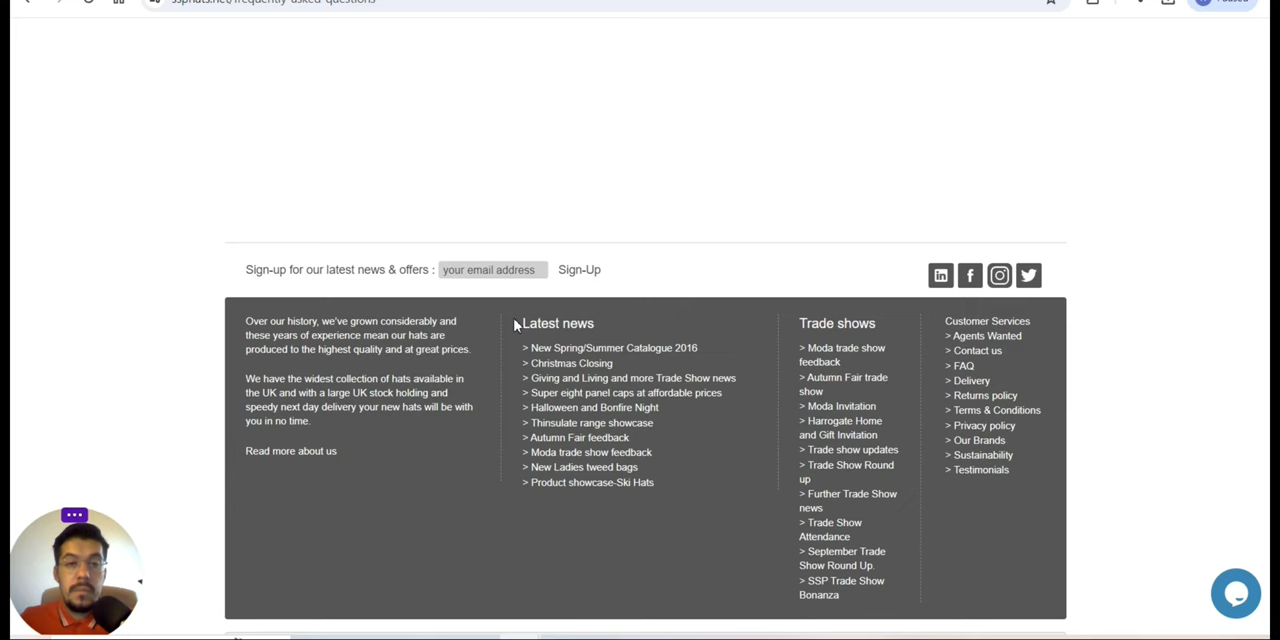 ssphats.net/frequently-asked-questions
Paused
Sign-up for our latest news & offers :
your email address
Sign-Up
Over our history, we've grown considerably and
these years of experience mean our hats are
produced to the highest quality and at great prices.
We have the widest collection of hats available in
the UK and with a large UK stock holding and
speedy next day delivery your new hats will be with
you in no time.
Read more about us
Latest news
> New Spring/Summer Catalogue 2016
> Christmas Closing
> Giving and Living and more Trade Show news
> Super eight panel caps at affordable prices
> Halloween and Bonfire Night
> Thinsulate range showcase
> Autumn Fair feedback
> Moda trade show feedback
> New Ladies tweed bags
> Product showcase-Ski Hats
Trade shows
> Moda trade show
feedback
> Autumn Fair trade
show
> Moda Invitation
> Harrogate Home
and Gift Invitation
> Trade show updates
> Trade Show Round
up
> Further Trade Show
news
> Trade Show
Attendance
> September Trade
Show Round Up.
> SSP Trade Show
Bonanza
Customer Services
> Agents Wanted
> Contact us
> FAQ
> Delivery
> Returns policy
> Terms & Conditions
> Privacy policy
> Our Brands
> Sustainability
> Testimonials